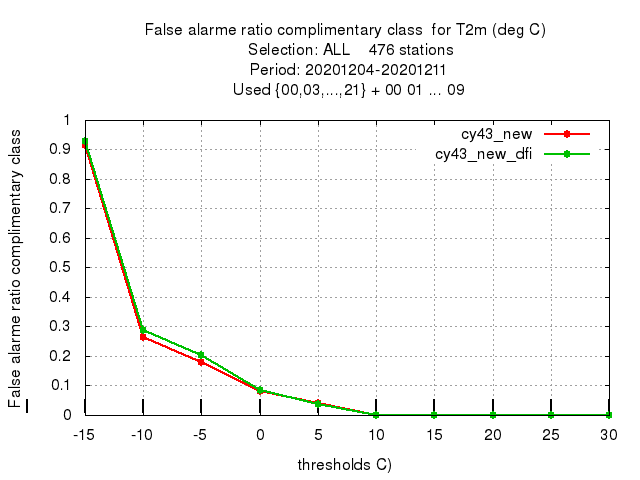 False alarme ratio complimentary class  for T2m (deg C)
Selection: ALL    476 stations
Period: 20201204-20201211
Used {00,03,...,21} + 00 01 ... 09
False alarme ratio complimentary class
1
0.9
0.8
0.7
0.6
0.5
0.4
0.3
0.2
0.1
0
cy43_new
cy43_new_dfi
-15 -10 -5 0 5 10 15 20 25 30
thresholds C)